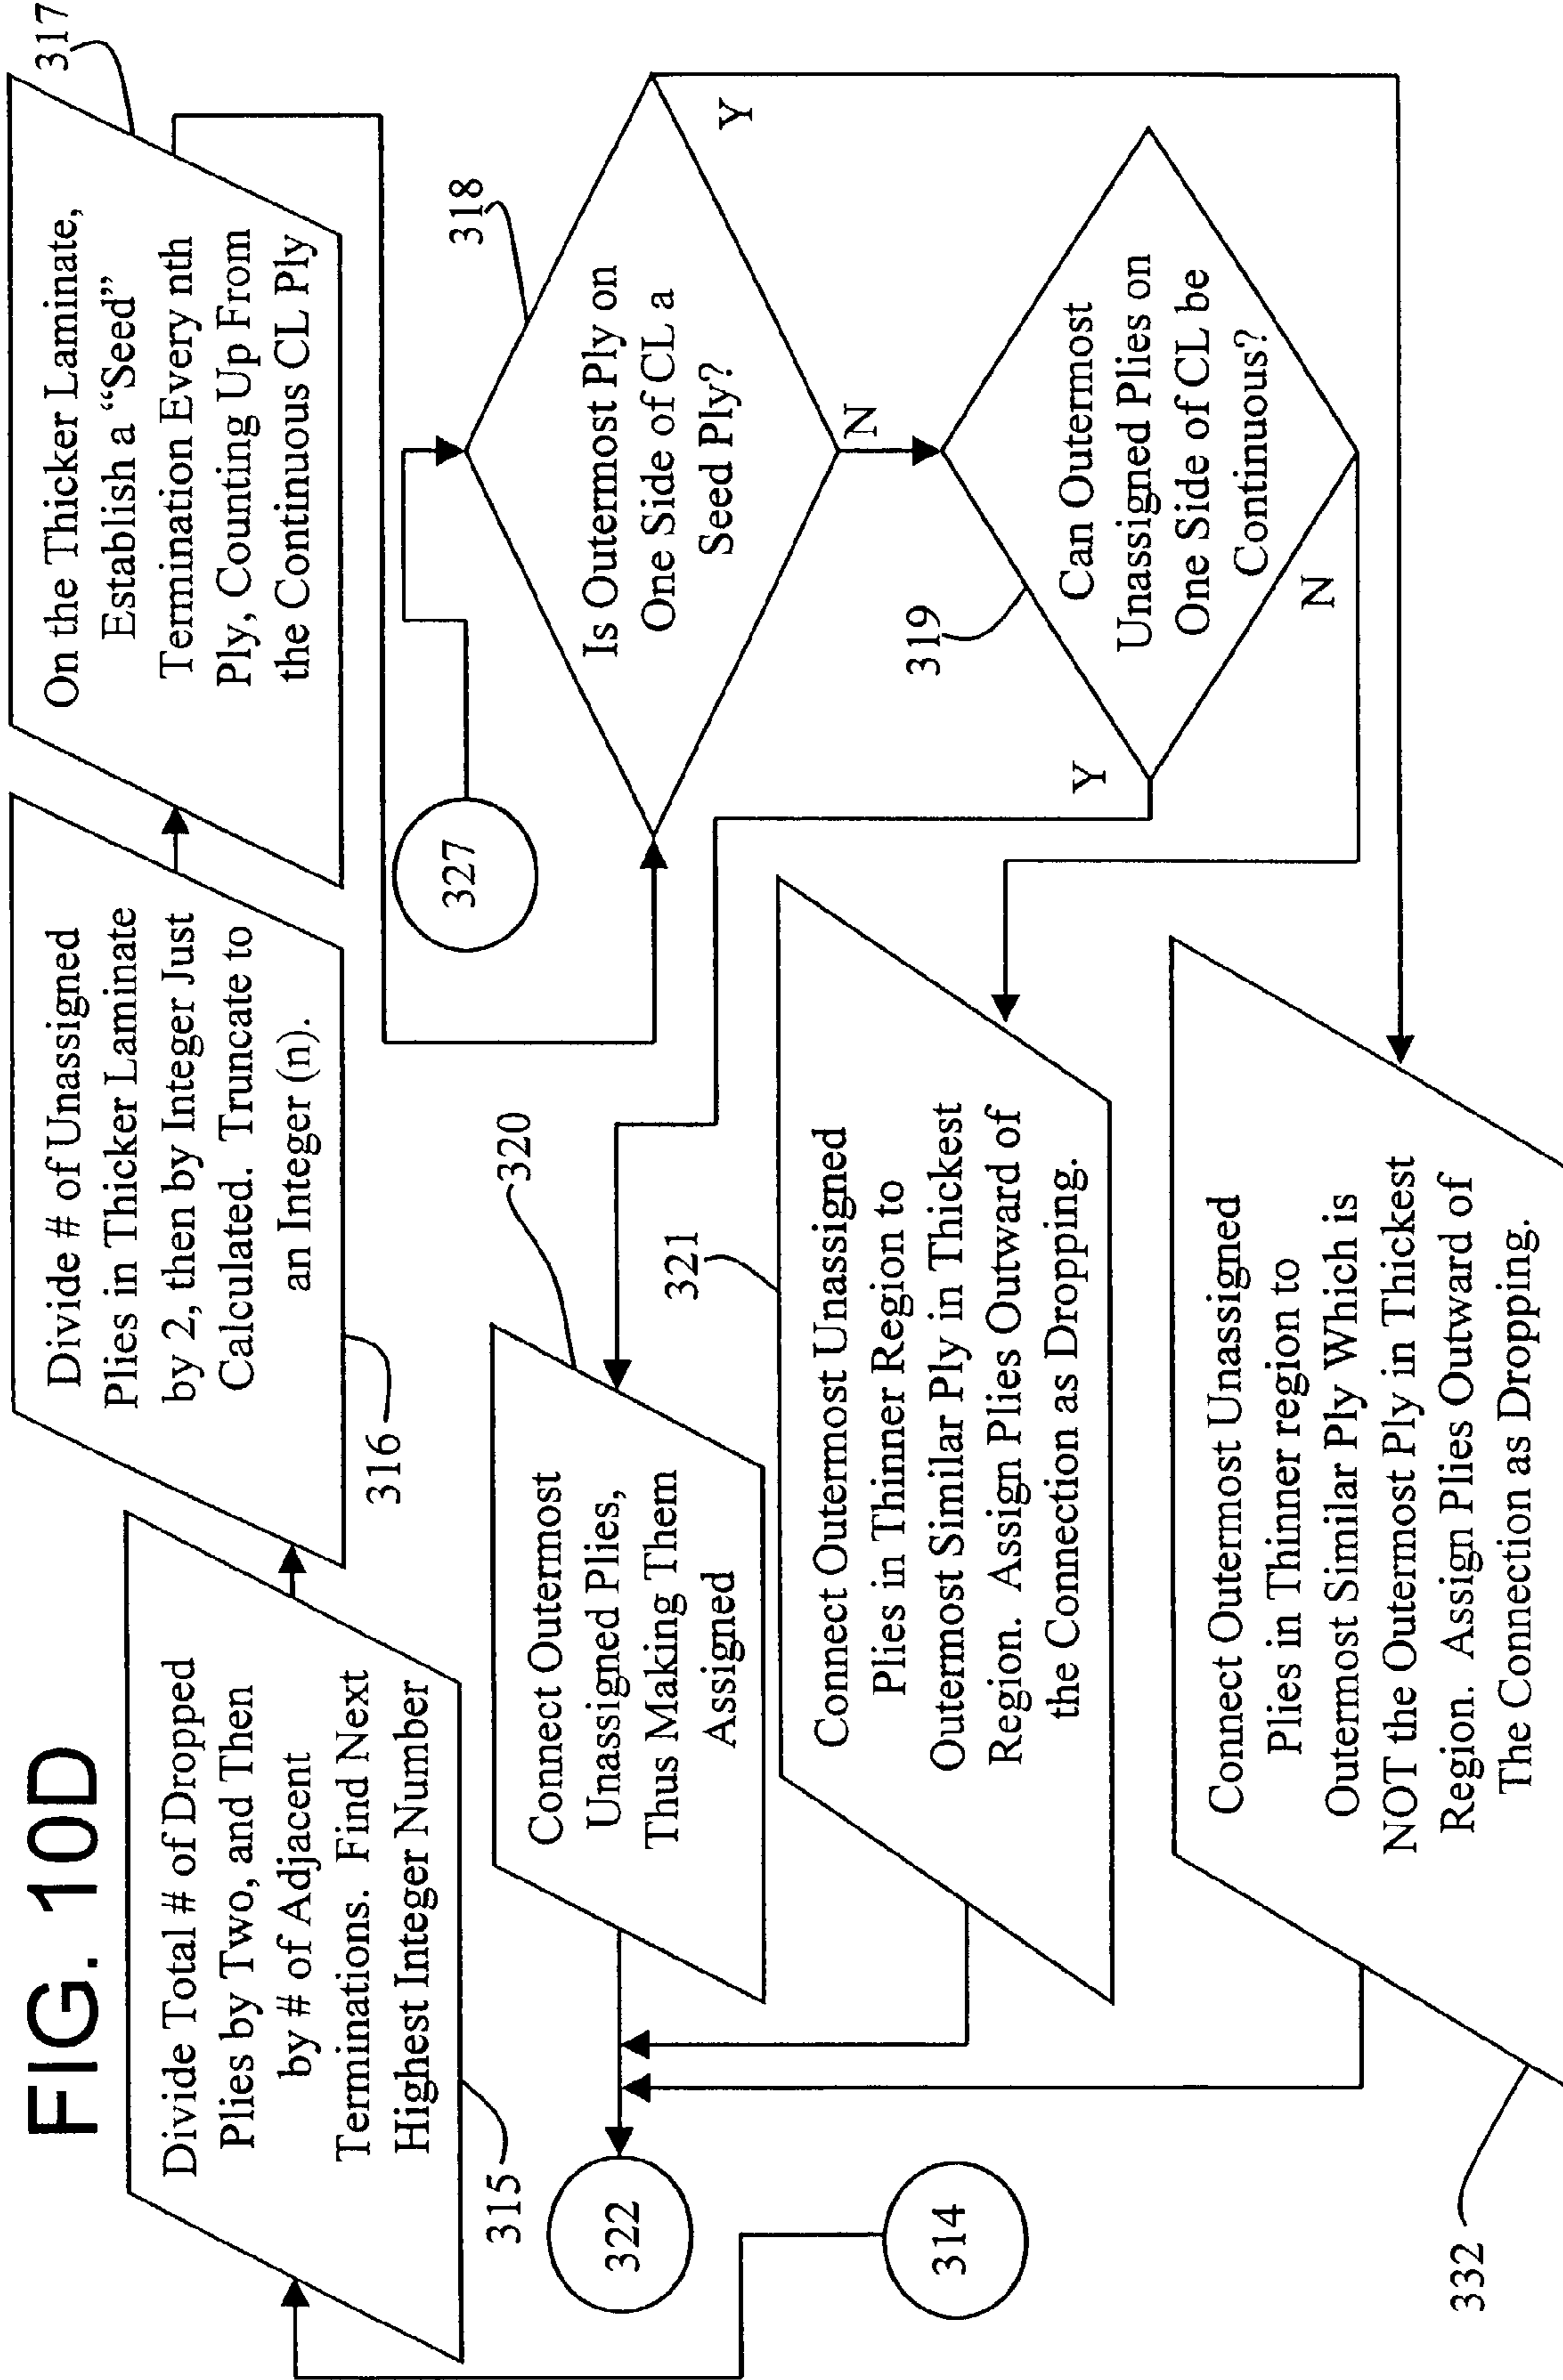 FIG. 10D
Divide Total # of Dropped
Plies by Two, and Then
by # of Adjacent
Terminations. Find Next
Highest Integer Number
315
Divide # of Unassigned
Plies in Thicker Laminate
by 2, then by Integer Just
Calculated. Truncate to
an Integer (n).
316
On the Thicker Laminate,
Establish a “Seed”
Termination Every nth
Ply, Counting Up From
the Continuous CL Ply
317
327
Is Outermost Ply on
One Side of CL a
Seed Ply?
318
Y
N
Can Outermost
Unassigned Plies on
One Side of CL be
Continuous?
319
Y
N
Connect Outermost
Unassigned Plies,
Thus Making Them
Assigned
320
322
Connect Outermost Unassigned
Plies in Thinner Region to
Outermost Similar Ply in Thickest
Region. Assign Plies Outward of
the Connection as Dropping.
321
314
Connect Outermost Unassigned
Plies in Thinner region to
Outermost Similar Ply Which is
NOT the Outermost Ply in Thickest
Region. Assign Plies Outward of
The Connection as Dropping.
332